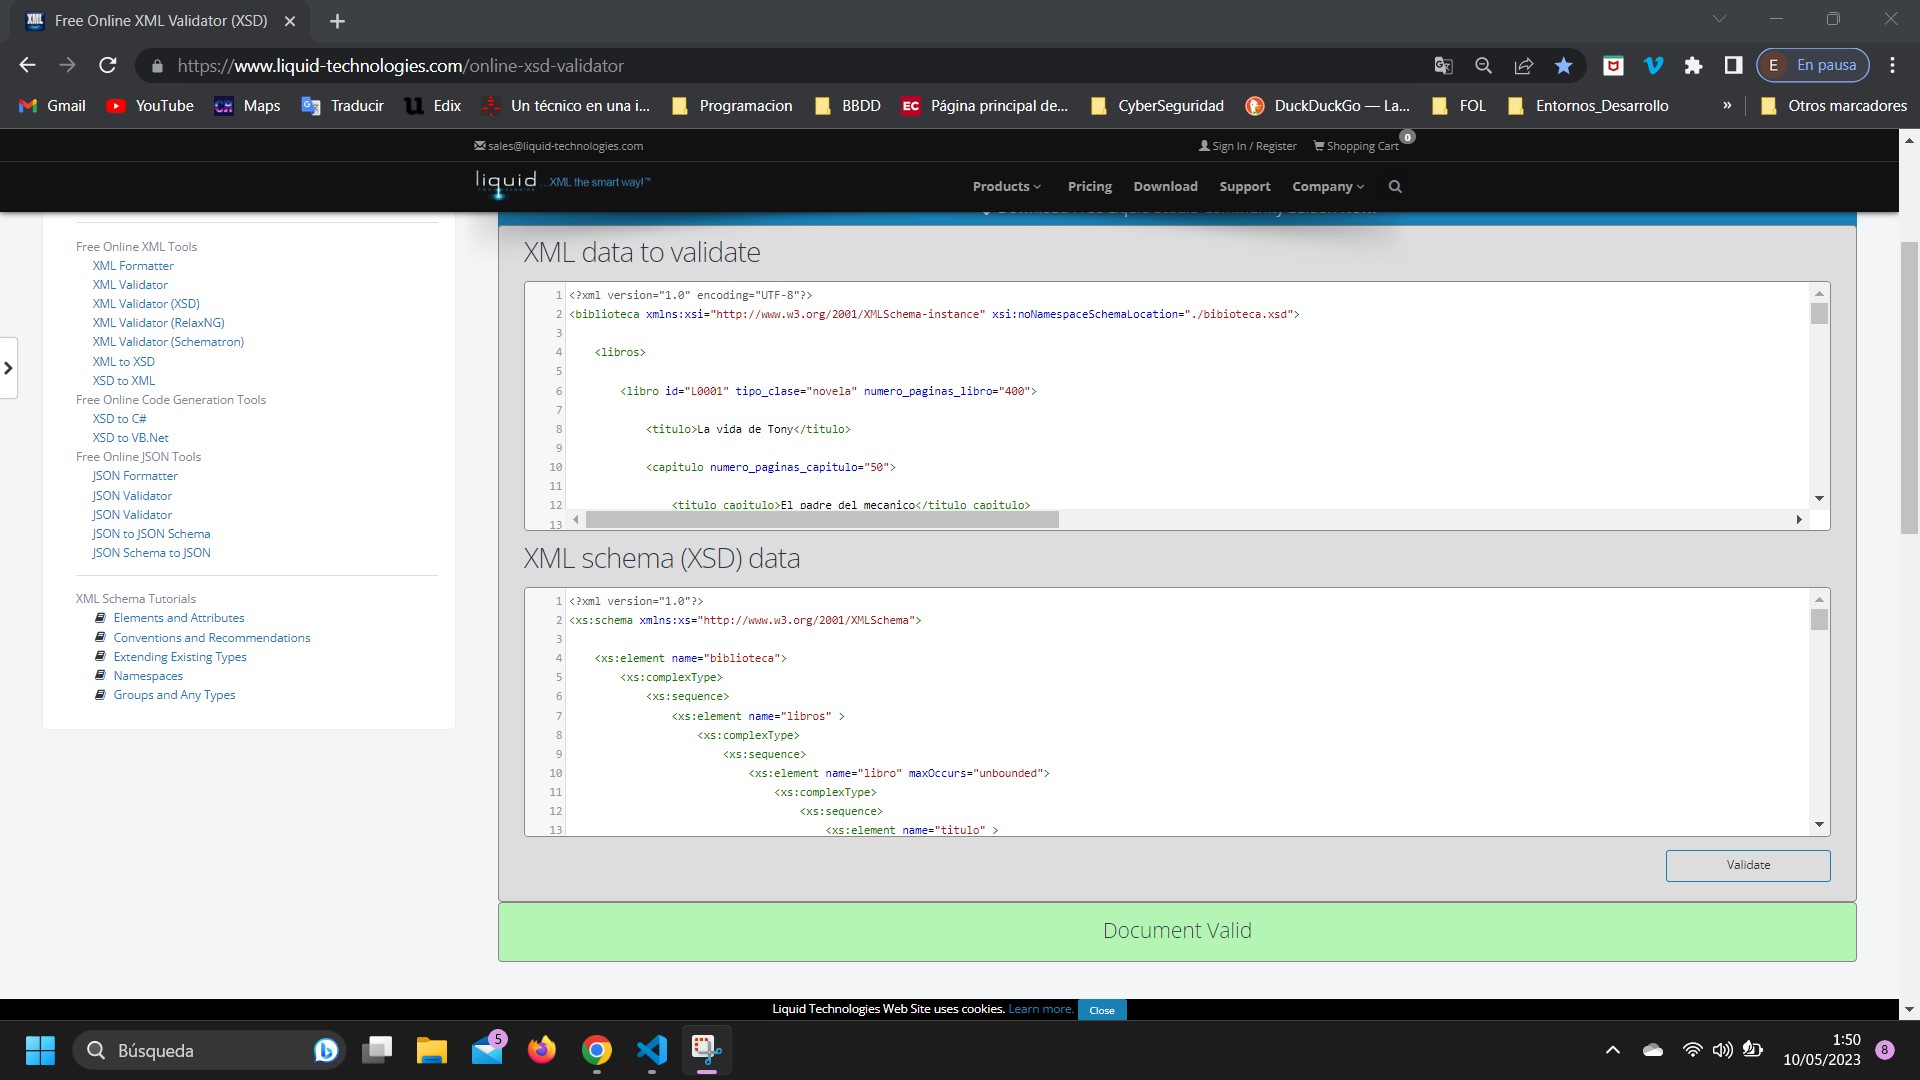 Free Online XML Validator (XSD)
https://www.liquid-technologies.com/online-xsd-validator
E En pausa
Gmail YouTube Maps Traducir Edix Un técnico en una i... Programacion BBDD EC Página principal de... CyberSeguridad DuckDuckGo — La... FOL Entornos_Desarrollo » Otros marcadores
sales@liquid-technologies.com Sign In / Register Shopping Cart 0
liquid ...XML the smart way!™ Products Pricing Download Support Company
Free Online XML Tools
XML Formatter
XML Validator
XML Validator (XSD)
XML Validator (RelaxNG)
XML Validator (Schematron)
XML to XSD
XSD to XML
Free Online Code Generation Tools
XSD to C#
XSD to VB.Net
Free Online JSON Tools
JSON Formatter
JSON Validator
JSON Validator
JSON to JSON Schema
JSON Schema to JSON
XML Schema Tutorials
Elements and Attributes
Conventions and Recommendations
Extending Existing Types
Namespaces
Groups and Any Types
XML data to validate
1 <?xml version="1.0" encoding="UTF-8"?>
2 <biblioteca xmlns:xsi="http://www.w3.org/2001/XMLSchema-instance" xsi:noNamespaceSchemaLocation="./bibioteca.xsd">
3
4 <libros>
5
6 <libro id="L0001" tipo_clase="novela" numero_paginas_libro="400">
7
8 <titulo>La vida de Tony</titulo>
9
10 <capitulo numero_paginas_capitulo="50">
11
12 <titulo_capitulo>El padre del mecanico</titulo_capitulo>
13
XML schema (XSD) data
1 <?xml version="1.0"?>
2 <xs:schema xmlns:xs="http://www.w3.org/2001/XMLSchema">
3
4 <xs:element name="biblioteca">
5 <xs:complexType>
6 <xs:sequence>
7 <xs:element name="libros" >
8 <xs:complexType>
9 <xs:sequence>
10 <xs:element name="libro" maxOccurs="unbounded">
11 <xs:complexType>
12 <xs:sequence>
13 <xs:element name="titulo" >
Validate
Document Valid
Liquid Technologies Web Site uses cookies. Learn more. Close
Búsqueda
5
1:50
10/05/2023
8